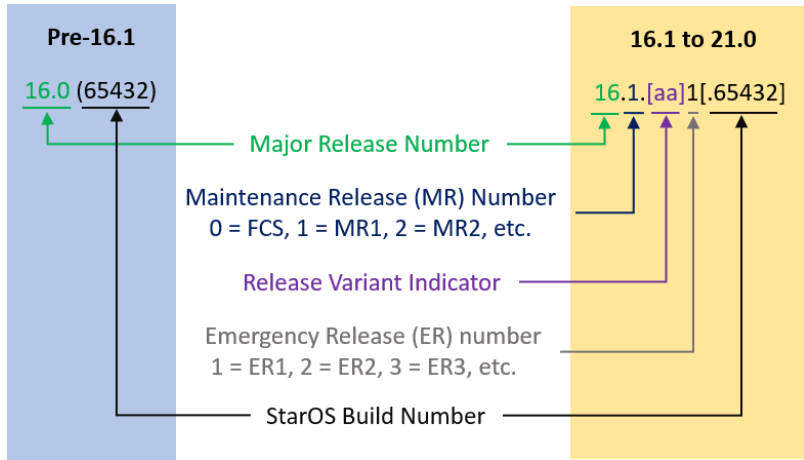 Pre-16.1
16.1 to 21.0
16.0 (65432)
16.1.[aa]1[.65432]
Major Release Number
Maintenance Release (MR) Number
0 = FCS, 1 = MR1, 2 = MR2, etc.
Release Variant Indicator
Emergency Release (ER) number
1 = ER1, 2 = ER2, 3 = ER3, etc.
StarOS Build Number